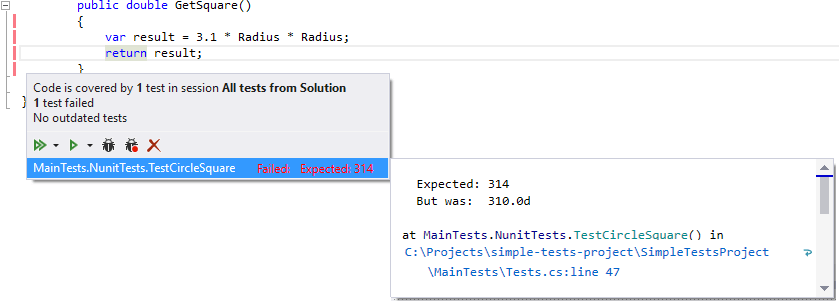 public double GetSquare()
{
var result = 3.1 * Radius * Radius;
return result;
}
}
Code is covered by 1 test in session All tests from Solution
1 test failed
No outdated tests
MainTests.NunitTests.TestCircleSquare Failed: Expected: 314
Expected: 314
But was: 310.0d
at MainTests.NunitTests.TestCircleSquare() in
C:\Projects\simple-tests-project\SimpleTestsProject
\MainTests\Tests.cs:line 47